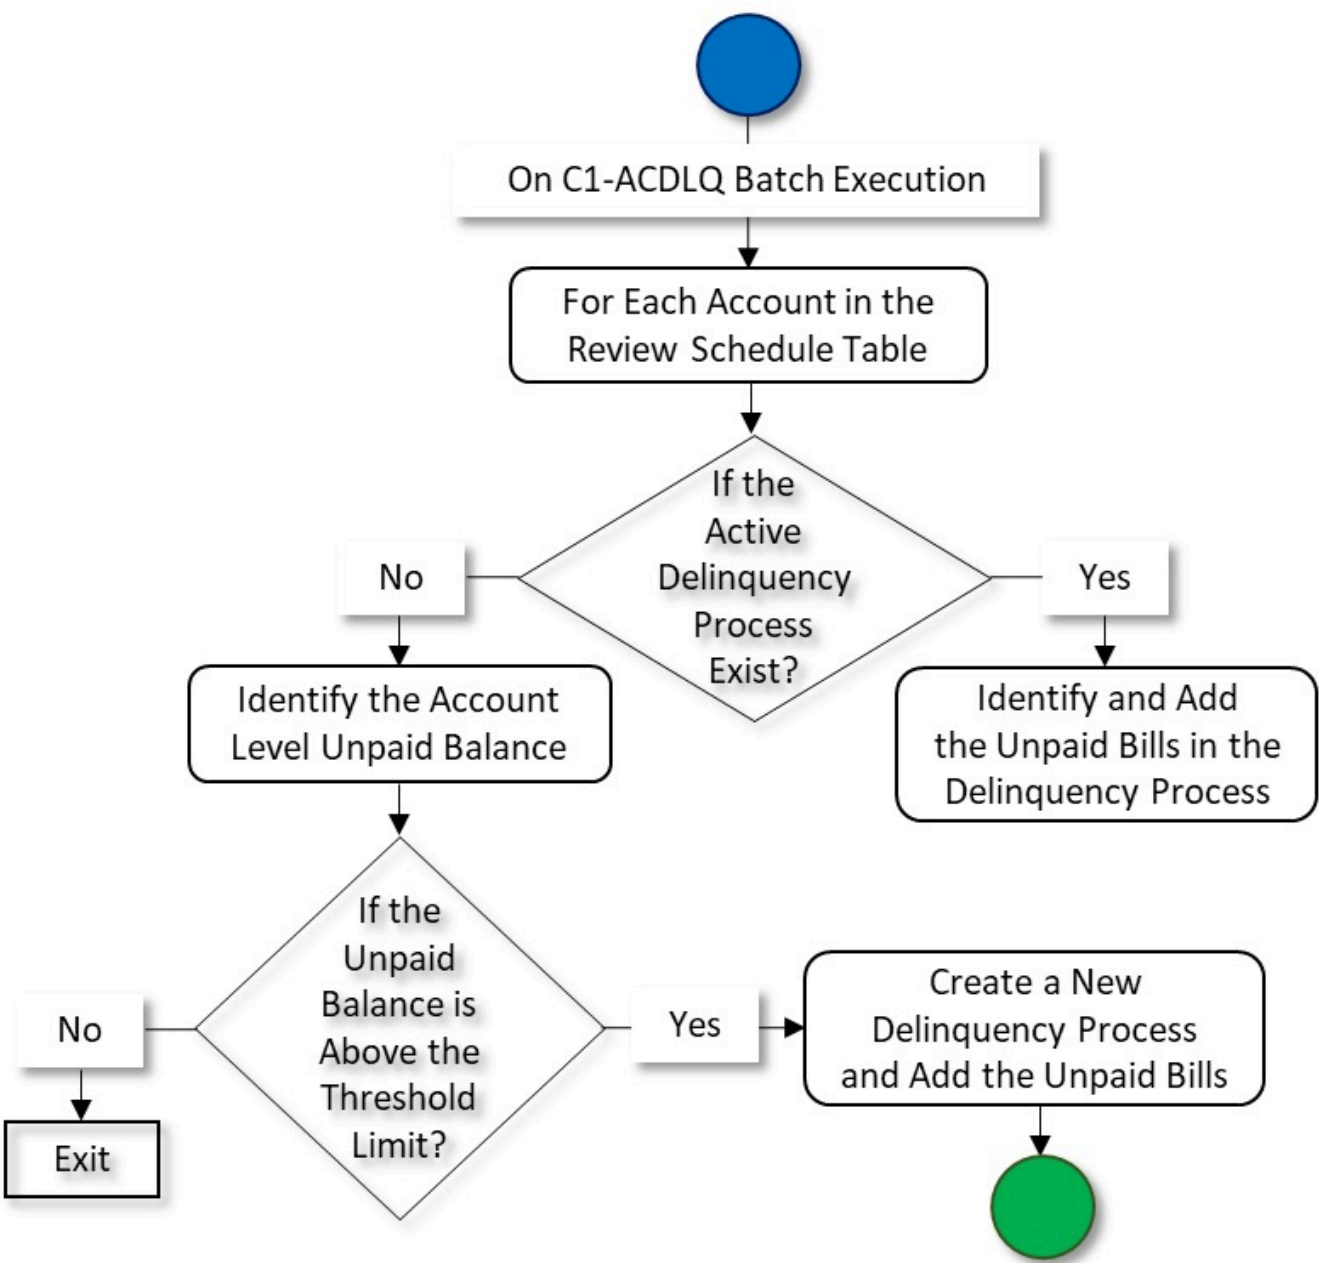 On C1-ACDLQ Batch Execution
For Each Account in the
Review Schedule Table
If the
Active
Delinquency
Process
Exist?
No
Yes
Identify the Account
Level Unpaid Balance
Identify and Add
the Unpaid Bills in the
Delinquency Process
If the
Unpaid
Balance is
Above the
Threshold
Limit?
No
Yes
Create a New
Delinquency Process
and Add the Unpaid Bills
Exit